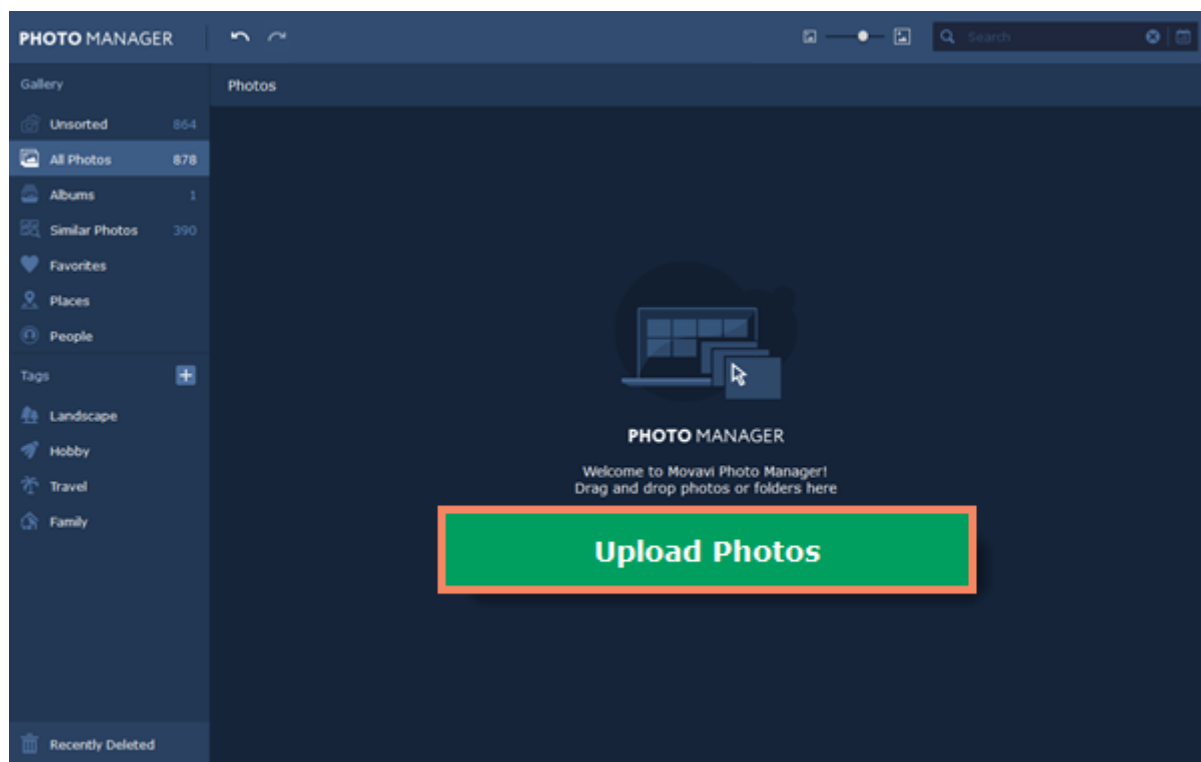 PHOTO MANAGER
Search
Gallery
Photos
Unsorted 864
All Photos 878
Albums 1
Similar Photos 390
Favorites
Places
People
Tags
Landscape
Hobby
Travel
Family
PHOTO MANAGER
Welcome to Movavi Photo Manager!
Drag and drop photos or folders here
Upload Photos
Recently Deleted